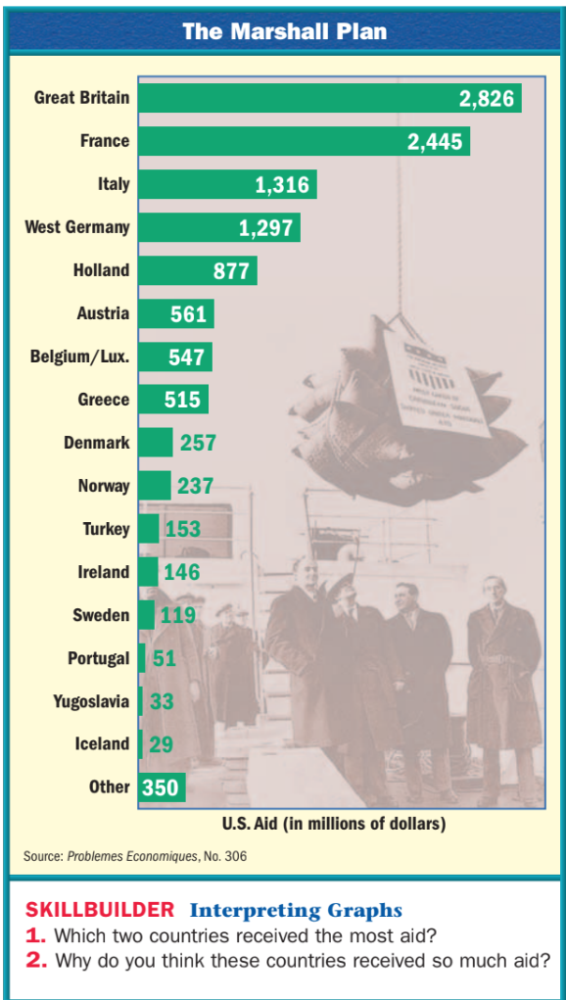 The Marshall Plan
Great Britain 2,826
France 2,445
Italy 1,316
West Germany 1,297
Holland 877
Austria 561
Belgium/Lux. 547
Greece 515
Denmark 257
Norway 237
Turkey 153
Ireland 146
Sweden 119
Portugal 51
Yugoslavia 33
Iceland 29
Other 350
U.S. Aid (in millions of dollars)
Source: Problemes Economiques, No. 306
SKILLBUILDER Interpreting Graphs
1. Which two countries received the most aid?
2. Why do you think these countries received so much aid?